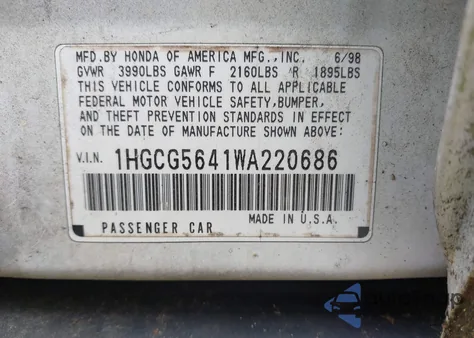 MFD.BY HONDA OF AMERICA MFG.,INC. 6/98
GVWR 3990LBS GAWR F 2160LBS R 1895LBS
THIS VEHICLE CONFORMS TO ALL APPLICABLE
FEDERAL MOTOR VEHICLE SAFETY,BUMPER,
AND THEFT PREVENTION STANDARDS IN EFFECT
ON THE DATE OF MANUFACTURE SHOWN ABOVE:
V.I.N. 1HGCG5641WA220686
MADE IN U.S.A.
PASSENGER CAR